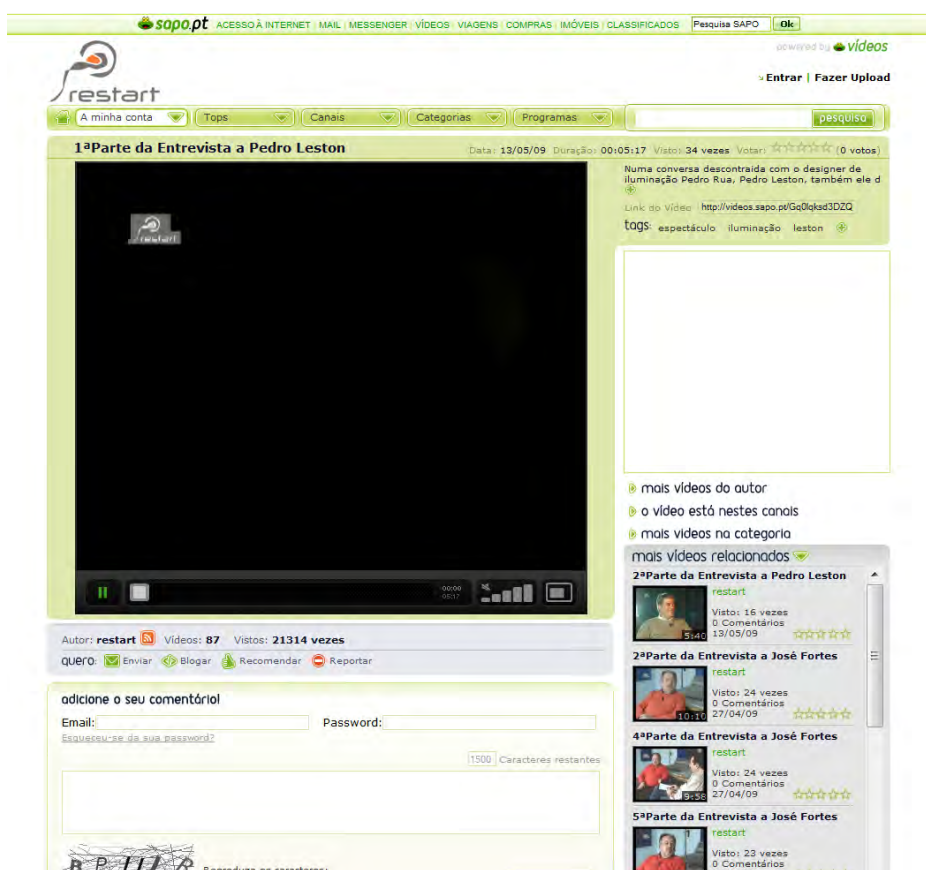 sapo.pt ACESSO À INTERNET | MAIL | MESSENGER | VÍDEOS | VIAGENS | COMPRAS | IMÓVEIS | CLASSIFICADOS Pesquisa SAPO Ok
powered by vídeos
restart
Entrar | Fazer Upload
A minha conta Tops Canais Categorias Programas pesquisa
1ªParte da Entrevista a Pedro Leston
Data: 13/05/09 Duração: 00:05:17 Visto: 34 vezes Votar: (0 votos)
Numa conversa descontraida com o designer de
iluminação Pedro Rua, Pedro Leston, também ele d
Link do Vídeo http://videos.sapo.pt/Gq0lqksd3DZQ
tags: espectáculo iluminação leston
restart
00:00
05:17
mais vídeos do autor
o vídeo está nestes canais
mais videos na categoria
mais vídeos relacionados
2ªParte da Entrevista a Pedro Leston
restart
Visto: 16 vezes
0 Comentários
5:40 13/05/09
2ªParte da Entrevista a José Fortes
restart
Visto: 24 vezes
0 Comentários
10:10 27/04/09
4ªParte da Entrevista a José Fortes
restart
Visto: 24 vezes
0 Comentários
9:58 27/04/09
5ªParte da Entrevista a José Fortes
restart
Visto: 23 vezes
0 Comentários
Autor: restart Vídeos: 87 Vistos: 21314 vezes
quero: Enviar Blogar Recomendar Reportar
adicione o seu comentário!
Email: Password:
Esqueceu-se da sua password?
1500 Caracteres restantes